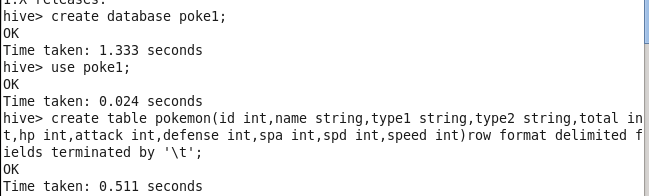 1.X releases.
hive> create database poke1;
OK
Time taken: 1.333 seconds
hive> use poke1;
OK
Time taken: 0.024 seconds
hive> create table pokemon(id int,name string,type1 string,type2 string,total in
t,hp int,attack int,defense int,spa int,spd int,speed int)row format delimited f
ields terminated by '\t';
OK
Time taken: 0.511 seconds